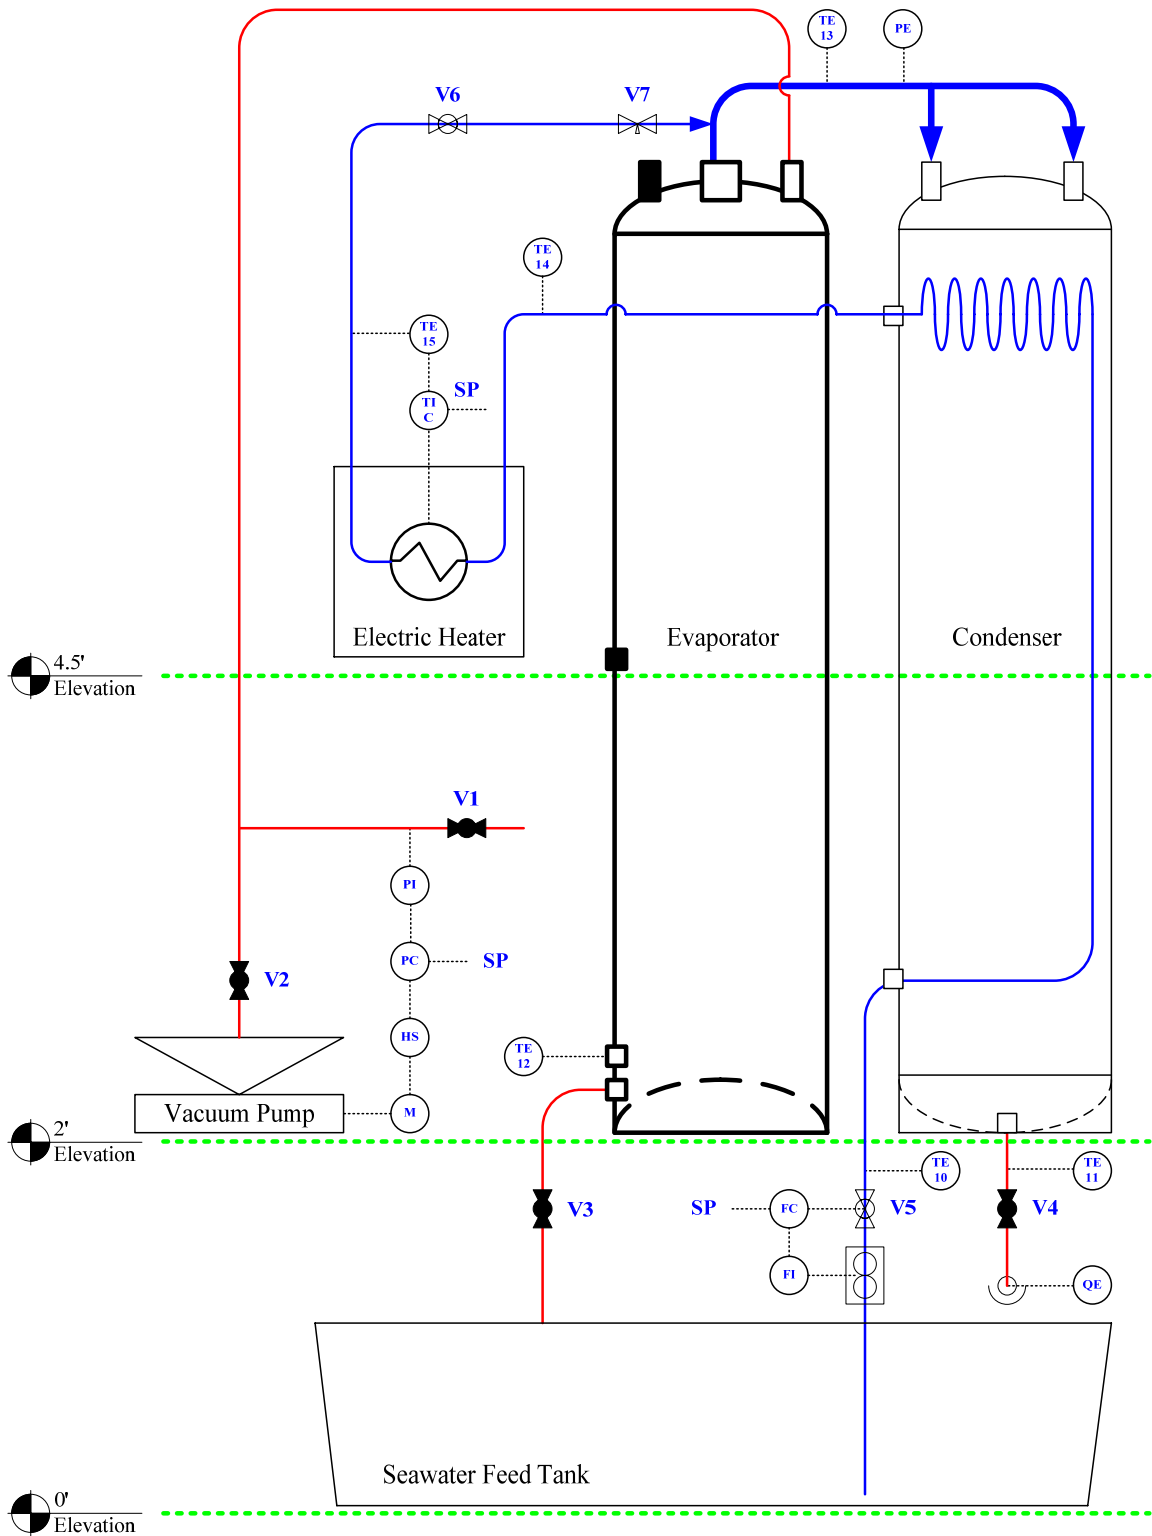 TE
13
PE
V6
V7
TE
14
TE
15
SP
TI
C
Electric Heater
Evaporator
Condenser
4.5'
Elevation
V1
PI
PC
SP
V2
HS
TE
12
Vacuum Pump
M
2'
Elevation
TE
10
TE
11
V3
SP
FC
V5
V4
FI
QE
Seawater Feed Tank
0'
Elevation